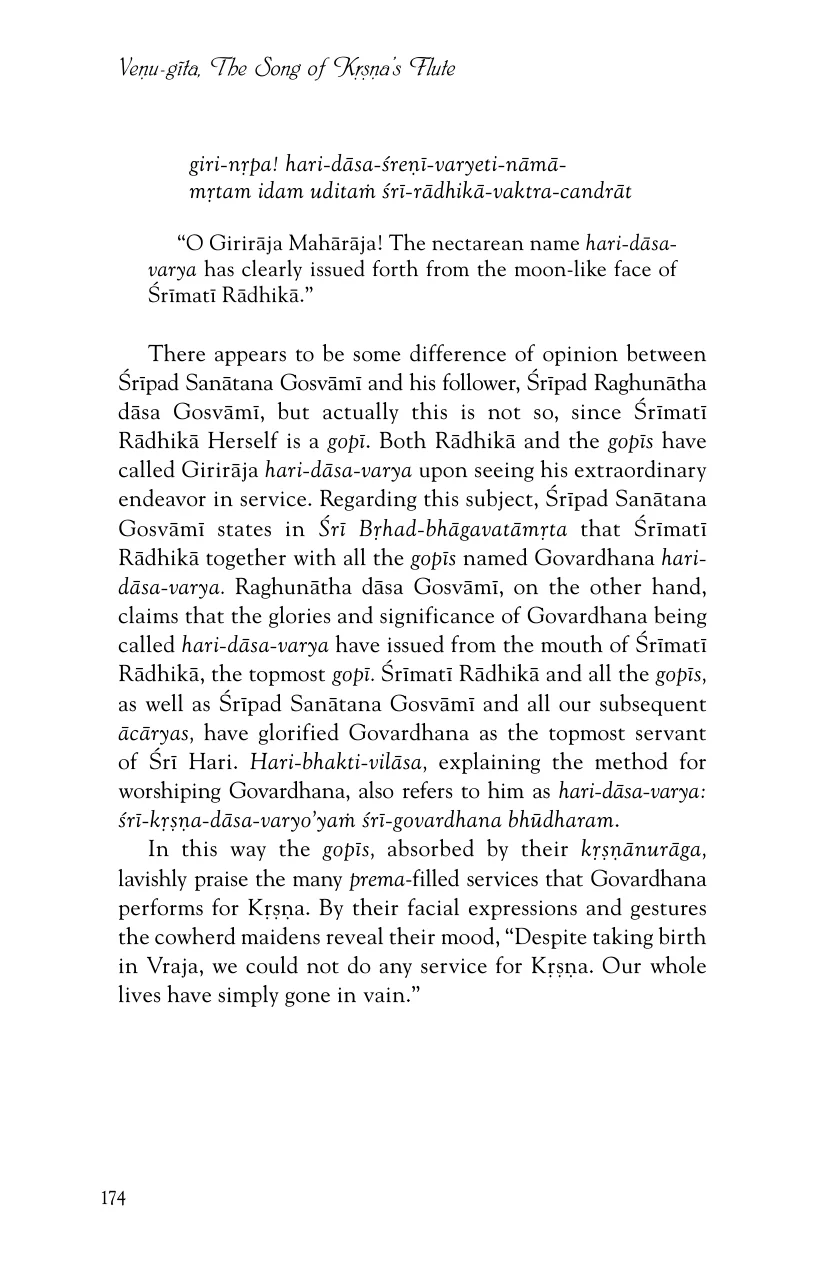 Veṇu-gīta, The Song of Kṛṣṇa's Flute
giri-nṛpa! hari-dāsa-śreṇī-varyeti-nāmā-
mṛtam idam uditaṁ śrī-rādhikā-vaktra-candrāt
“O Girirāja Mahārāja! The nectarean name hari-dāsa-
varya has clearly issued forth from the moon-like face of
Śrīmatī Rādhikā.”
There appears to be some difference of opinion between
Śrīpad Sanātana Gosvāmī and his follower, Śrīpad Raghunātha
dāsa Gosvāmī, but actually this is not so, since Śrīmatī
Rādhikā Herself is a gopī. Both Rādhikā and the gopīs have
called Girirāja hari-dāsa-varya upon seeing his extraordinary
endeavor in service. Regarding this subject, Śrīpad Sanātana
Gosvāmī states in Śrī Bṛhad-bhāgavatāmṛta that Śrīmatī
Rādhikā together with all the gopīs named Govardhana hari-
dāsa-varya. Raghunātha dāsa Gosvāmī, on the other hand,
claims that the glories and significance of Govardhana being
called hari-dāsa-varya have issued from the mouth of Śrīmatī
Rādhikā, the topmost gopī. Śrīmatī Rādhikā and all the gopīs,
as well as Śrīpad Sanātana Gosvāmī and all our subsequent
ācāryas, have glorified Govardhana as the topmost servant
of Śrī Hari. Hari-bhakti-vilāsa, explaining the method for
worshiping Govardhana, also refers to him as hari-dāsa-varya:
śrī-kṛṣṇa-dāsa-varyo’yaṁ śrī-govardhana bhūdharam.
In this way the gopīs, absorbed by their kṛṣṇānurāga,
lavishly praise the many prema-filled services that Govardhana
performs for Kṛṣṇa. By their facial expressions and gestures
the cowherd maidens reveal their mood, “Despite taking birth
in Vraja, we could not do any service for Kṛṣṇa. Our whole
lives have simply gone in vain.”
174